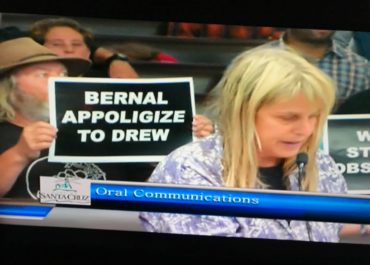 BERNAL
APPOLIGIZE
TO DREW
SANTA CRUZ
Oral Communications